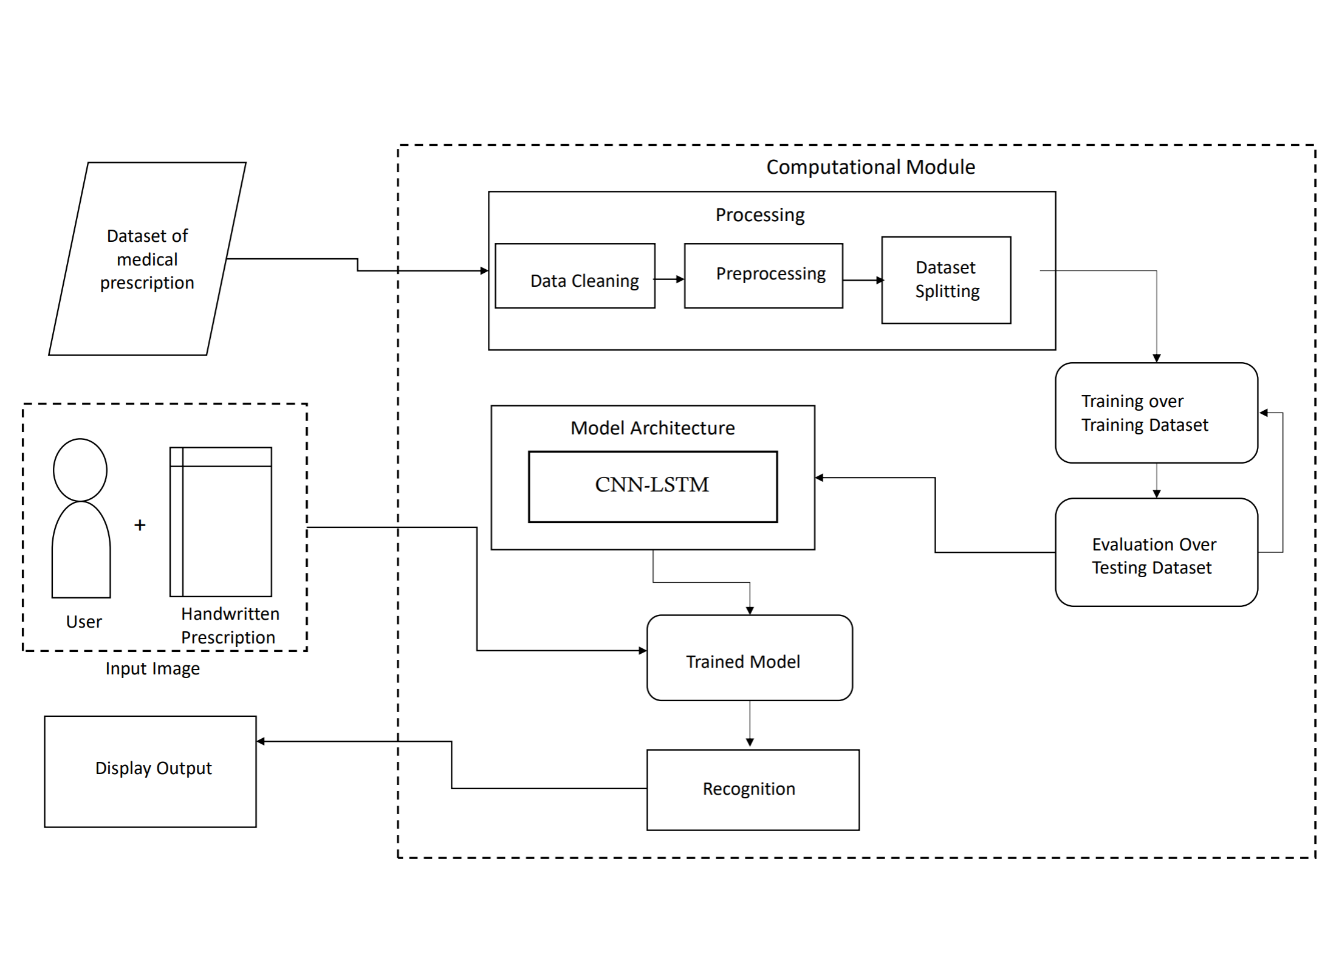 Computational Module
Dataset of
medical
prescription
Processing
Data Cleaning
Preprocessing
Dataset
Splitting
Training over
Training Dataset
Model Architecture
CNN-LSTM
Evaluation Over
Testing Dataset
+
User
Handwritten
Prescription
Input Image
Trained Model
Display Output
Recognition